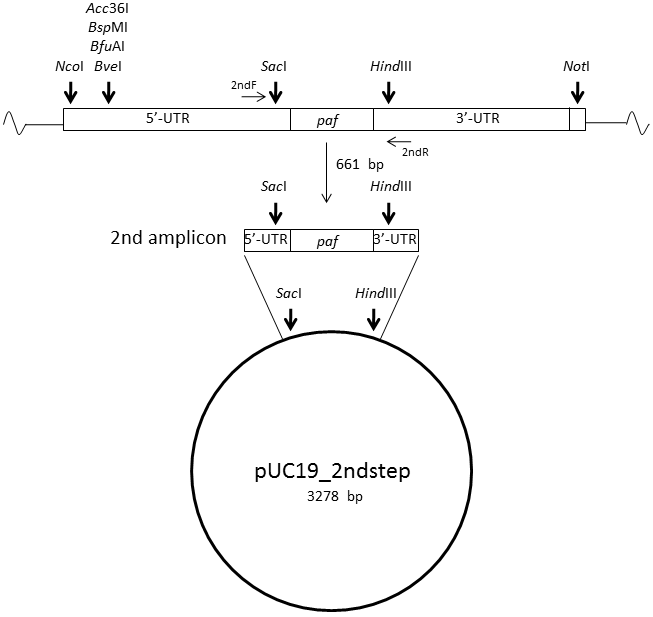 Acc36I
BspMI
BfuAI
NcoI BveI SacI HindIII NotI
2ndF
5’-UTR paf 3’-UTR
2ndR
661 bp
SacI HindIII
2nd amplicon 5’-UTR paf 3’-UTR
SacI HindIII
pUC19_2ndstep
3278 bp